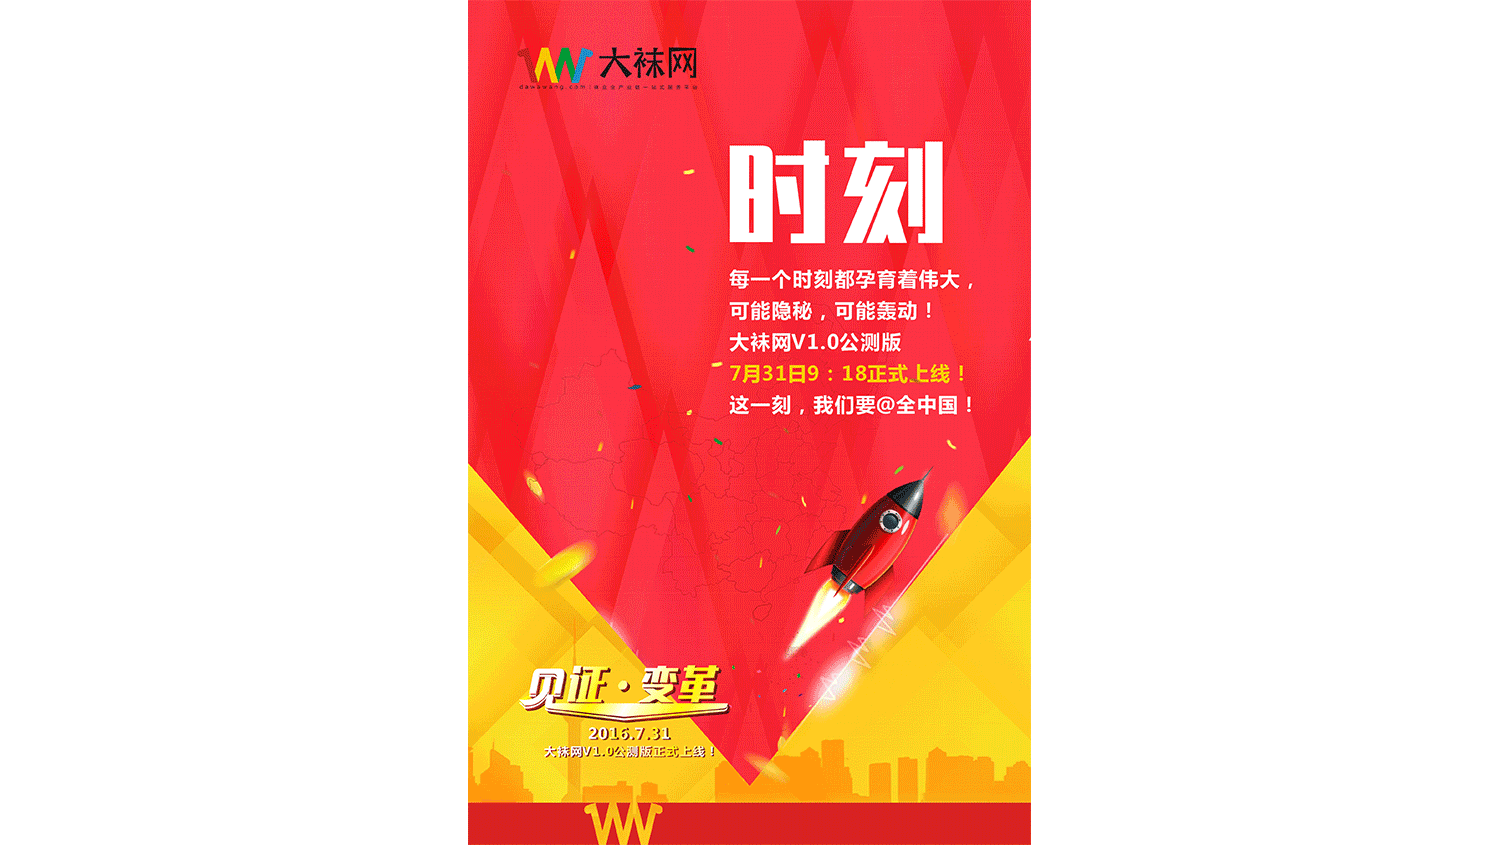 大袜网
dawawang.com
时刻
每一个时刻都孕育着伟大，
可能隐秘，可能轰动！
大袜网V1.0公测版
7月31日9：18正式上线！
这一刻，我们要@全中国！
见证·变革
2016.7.31
大袜网V1.0公测版正式上线！